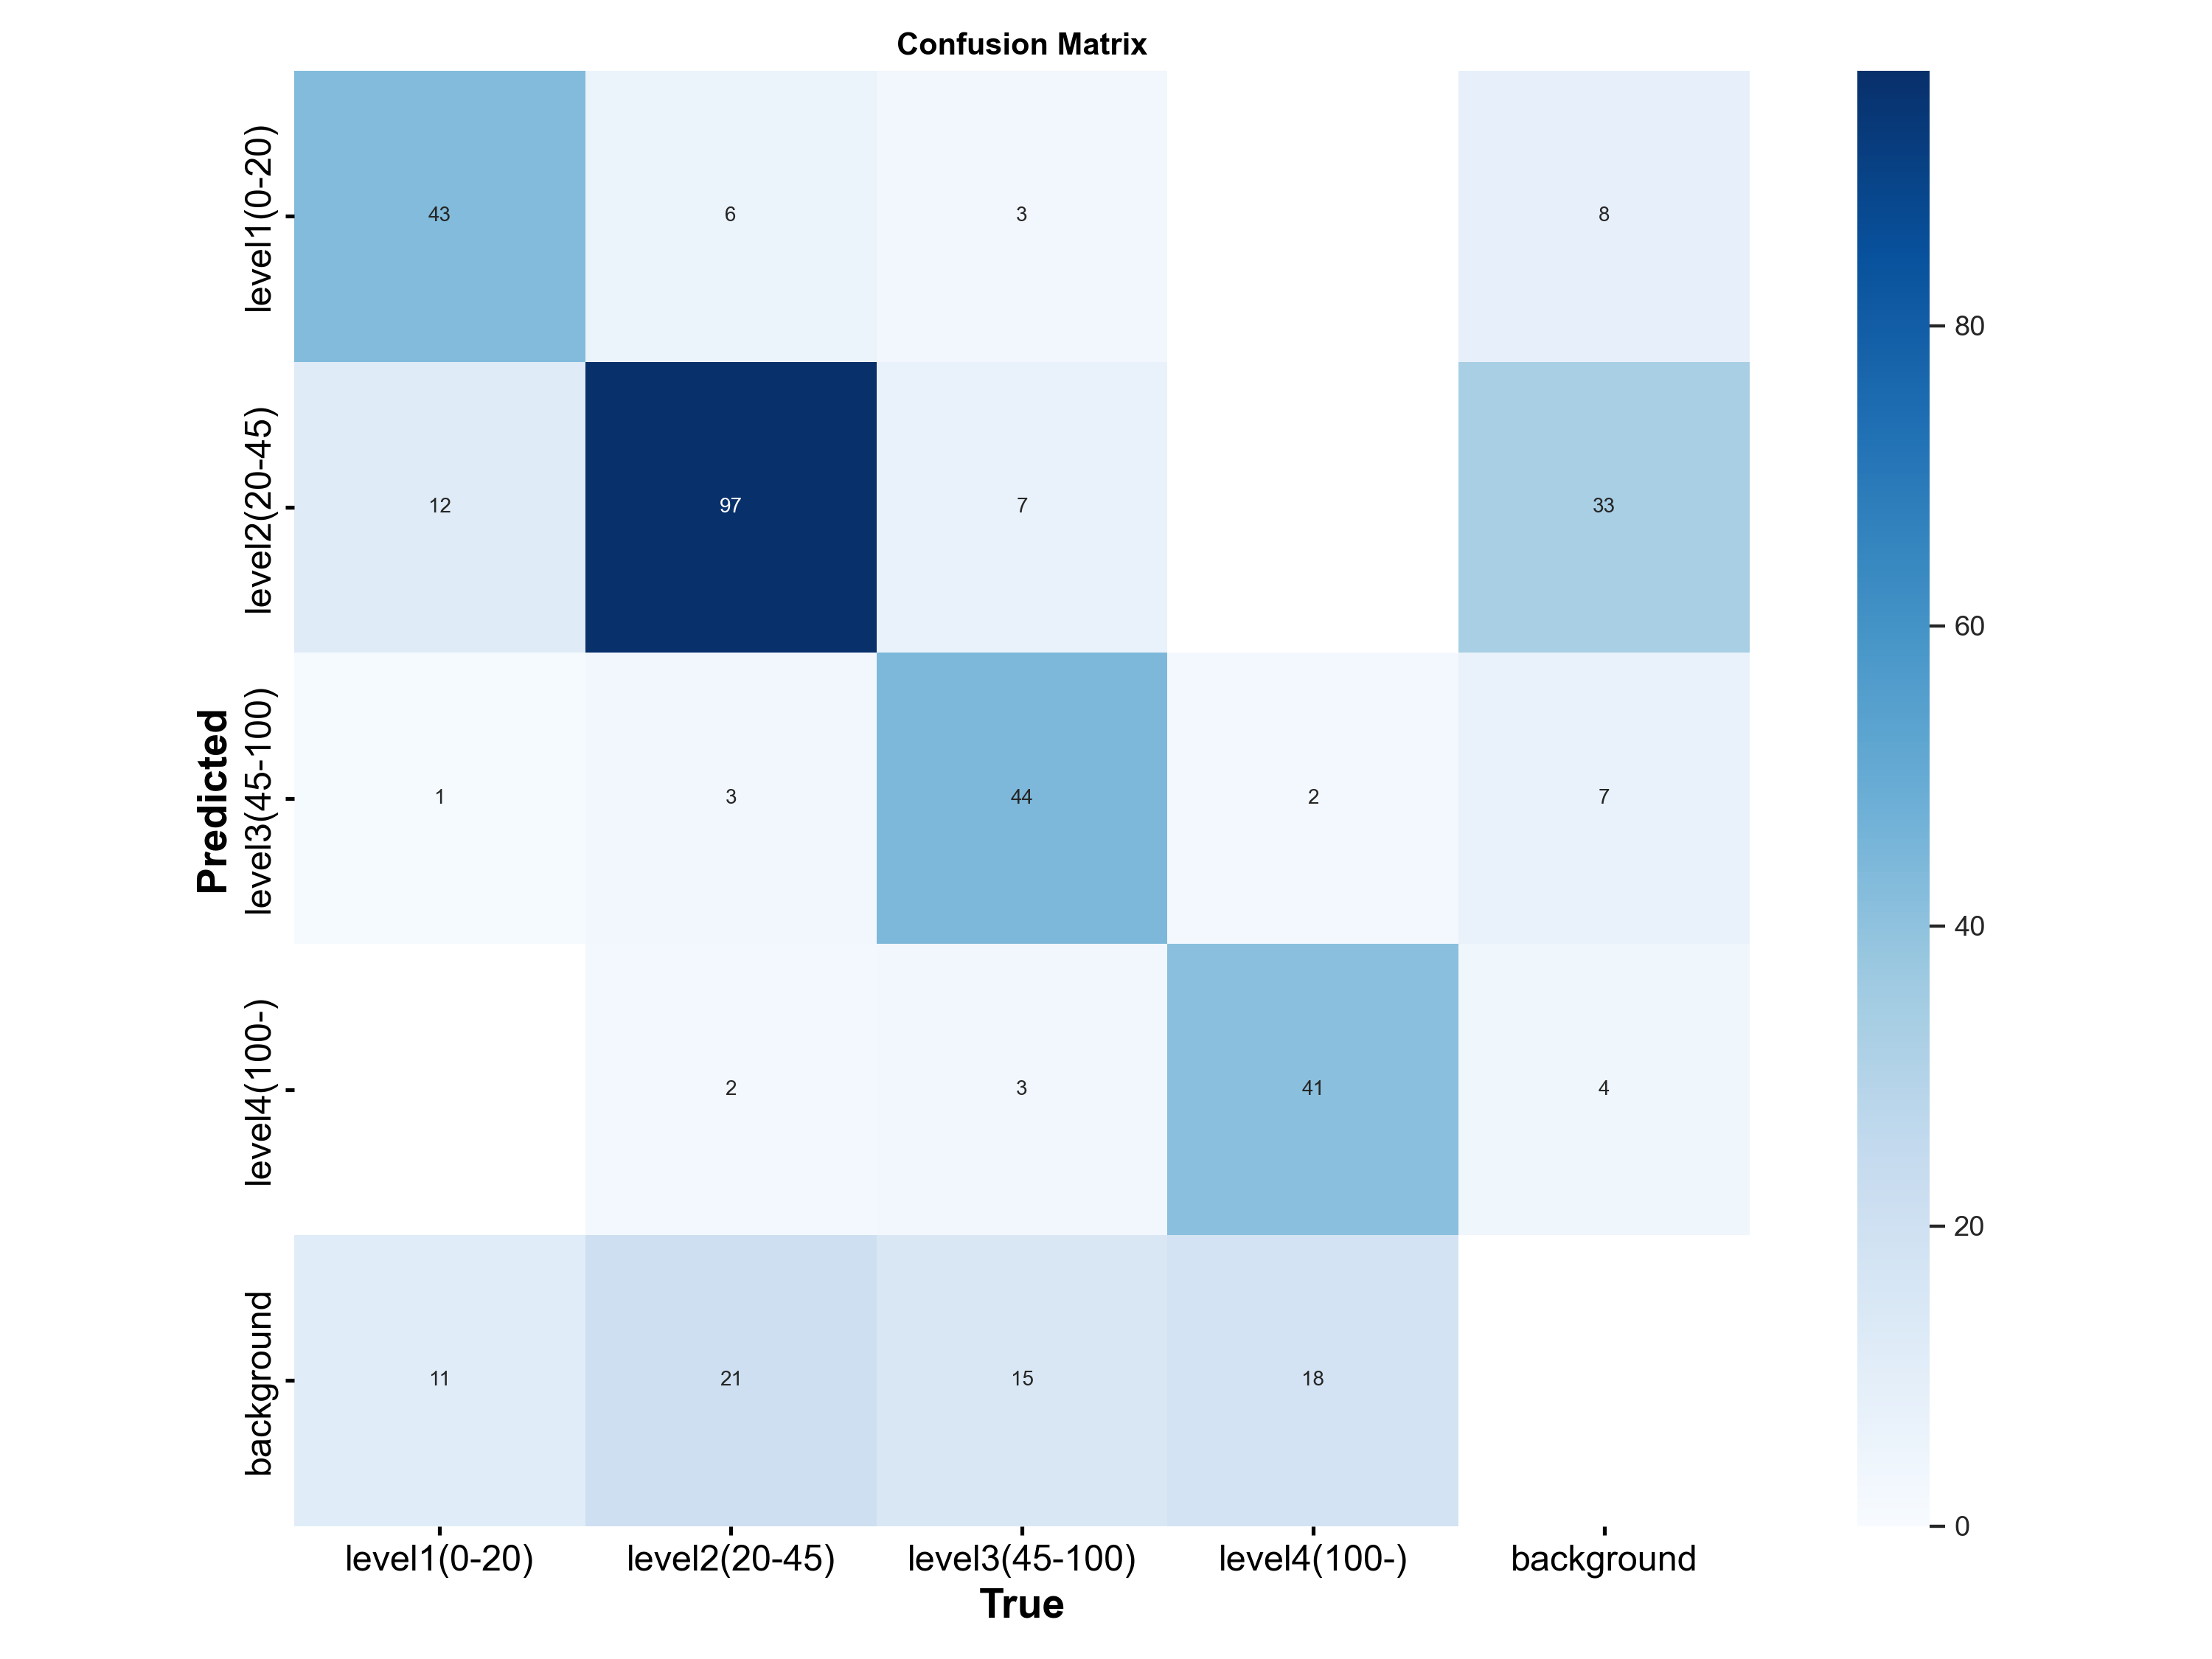 Confusion Matrix
level1(0-20)
43
6
3
8
80
level2(20-45)
12
97
7
33
60
Predicted
level3(45-100)
1
3
44
2
7
40
level4(100-)
2
3
41
4
20
background
11
21
15
18
0
level1(0-20) level2(20-45) level3(45-100) level4(100-) background
True